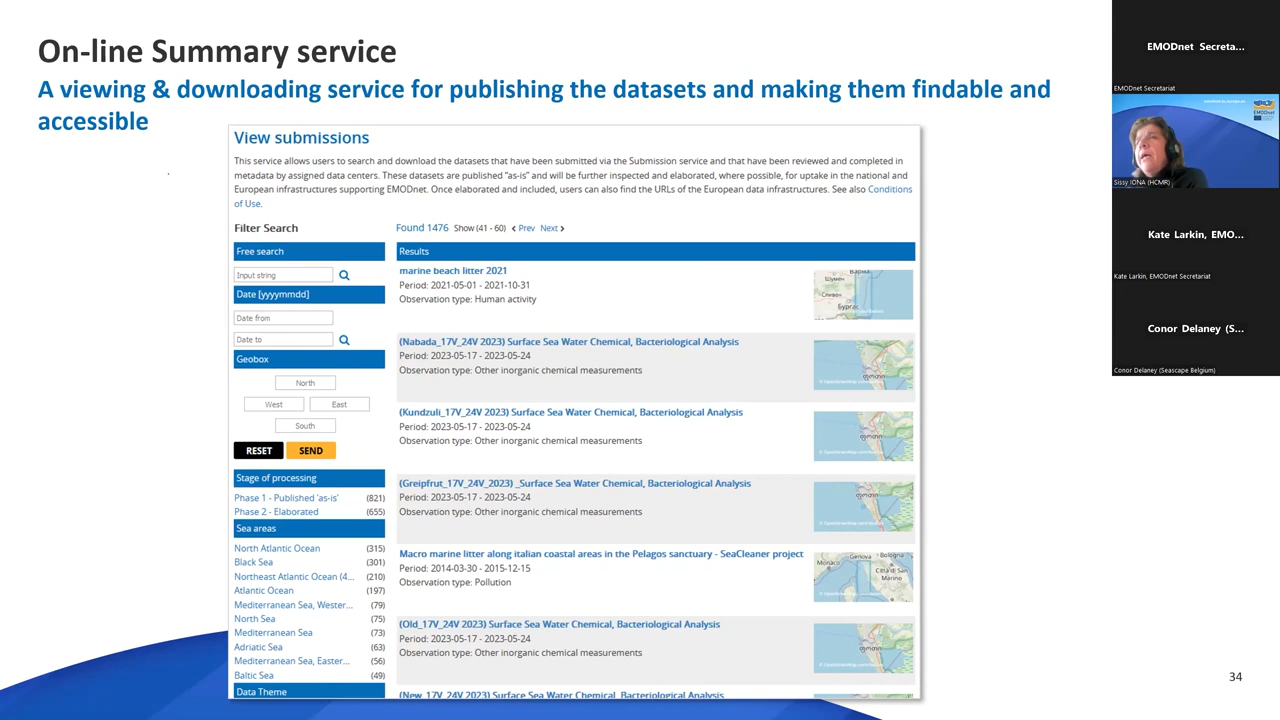 On-line Summary service
A viewing & downloading service for publishing the datasets and making them findable and
accessible
View submissions
This service allows users to search and download the datasets that have been submitted via the Submission service and that have been reviewed and completed in
metadata by assigned data centers. These datasets are published "as-is" and will be further inspected and elaborated, where possible, for uptake in the national and
European infrastructures supporting EMODnet. Once elaborated and included, users can also find the URLs of the European data infrastructures. See also Conditions
of Use.
Filter Search
Free search
Input string
Date [yyyymmdd]
Date from
Date to
Geobox
North
West East
South
RESET SEND
Stage of processing
Phase 1 - Published 'as-is' (821)
Phase 2 - Elaborated (655)
Sea areas
North Atlantic Ocean (315)
Black Sea (301)
Northeast Atlantic Ocean (4... (210)
Atlantic Ocean (197)
Mediterranean Sea, Wester... (79)
North Sea (75)
Mediterranean Sea (73)
Adriatic Sea (63)
Mediterranean Sea, Easter... (56)
Baltic Sea (49)
Data Theme
Found 1476 Show (41 - 60) Prev Next
Results
marine beach litter 2021
Period: 2021-05-01 - 2021-10-31
Observation type: Human activity
Шумен
Сливен
Бургас
(Nabada_17V_24V 2023) Surface Sea Water Chemical, Bacteriological Analysis
Period: 2023-05-17 - 2023-05-24
Observation type: Other inorganic chemical measurements
(Kundzuli_17V_24V 2023) Surface Sea Water Chemical, Bacteriological Analysis
Period: 2023-05-17 - 2023-05-24
Observation type: Other inorganic chemical measurements
(Greipfrut_17V_24V_2023) _Surface Sea Water Chemical, Bacteriological Analysis
Period: 2023-05-17 - 2023-05-24
Observation type: Other inorganic chemical measurements
Macro marine litter along italian coastal areas in the Pelagos sanctuary - SeaCleaner project
Period: 2014-03-30 - 2015-12-15
Observation type: Pollution
Genova Bologna
Monaco
Città di San
Marino
(Old_17V_24V 2023) Surface Sea Water Chemical, Bacteriological Analysis
Period: 2023-05-17 - 2023-05-24
Observation type: Other inorganic chemical measurements
(New_17V_24V 2023) Surface Sea Water Chemical, Bacteriological Analysis
34
EMODnet Secreta...
EMODnet Secretariat
EMODnet
Sissy IONA (HCMR)
Kate Larkin, EMO...
Kate Larkin, EMODnet Secretariat
Conor Delaney (S...
Conor Delaney (Seascape Belgium)